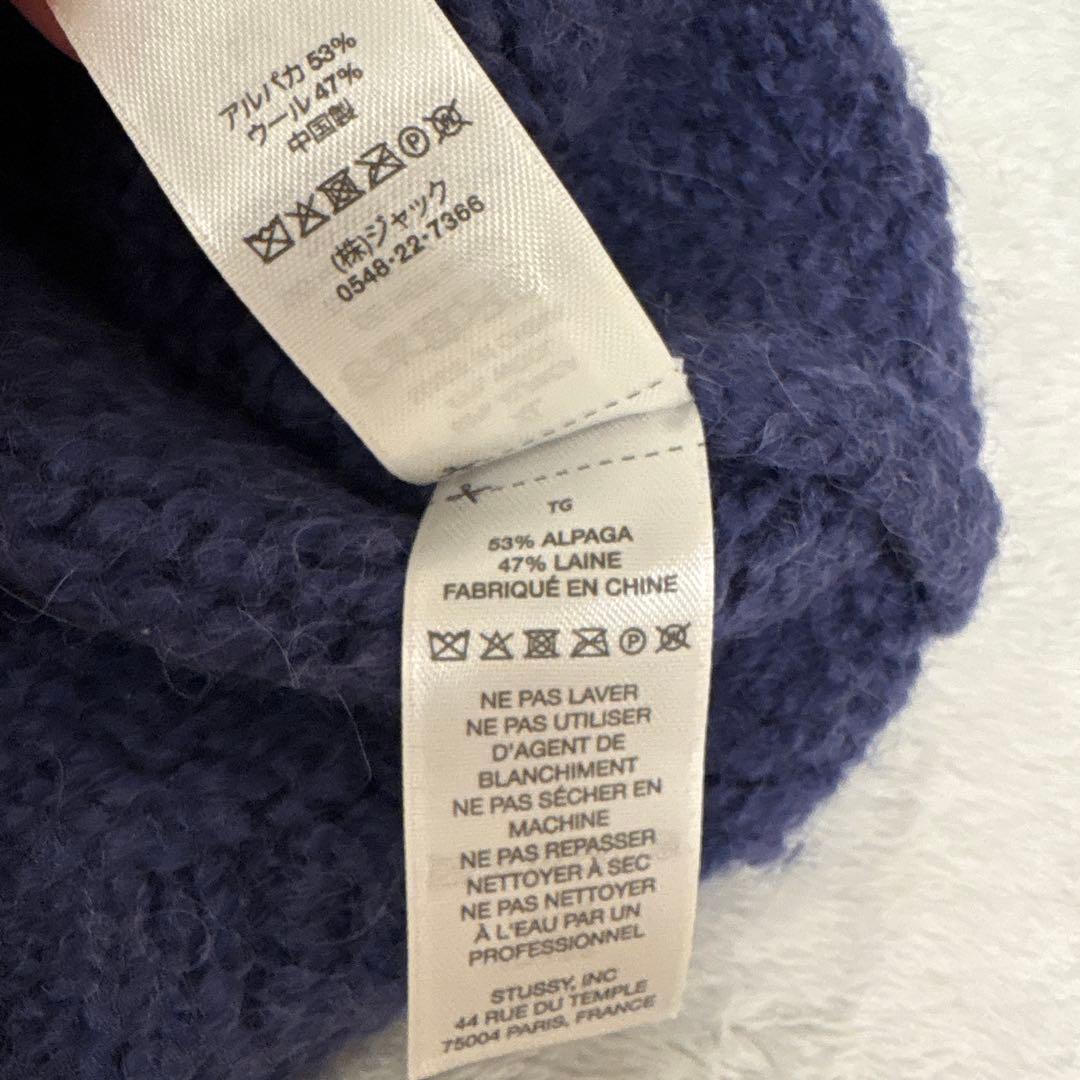 アルパカ 53%
ウール 47%
中国製
(株)ジャック
0548-22-7366
TG
53% ALPAGA
47% LAINE
FABRIQUÉ EN CHINE
NE PAS LAVER
NE PAS UTILISER
D'AGENT DE
BLANCHIMENT
NE PAS SÉCHER EN
MACHINE
NE PAS REPASSER
NETTOYER À SEC
NE PAS NETTOYER
À L'EAU PAR UN
PROFESSIONNEL
STUSSY, INC
44 RUE DU TEMPLE
75004 PARIS, FRANCE